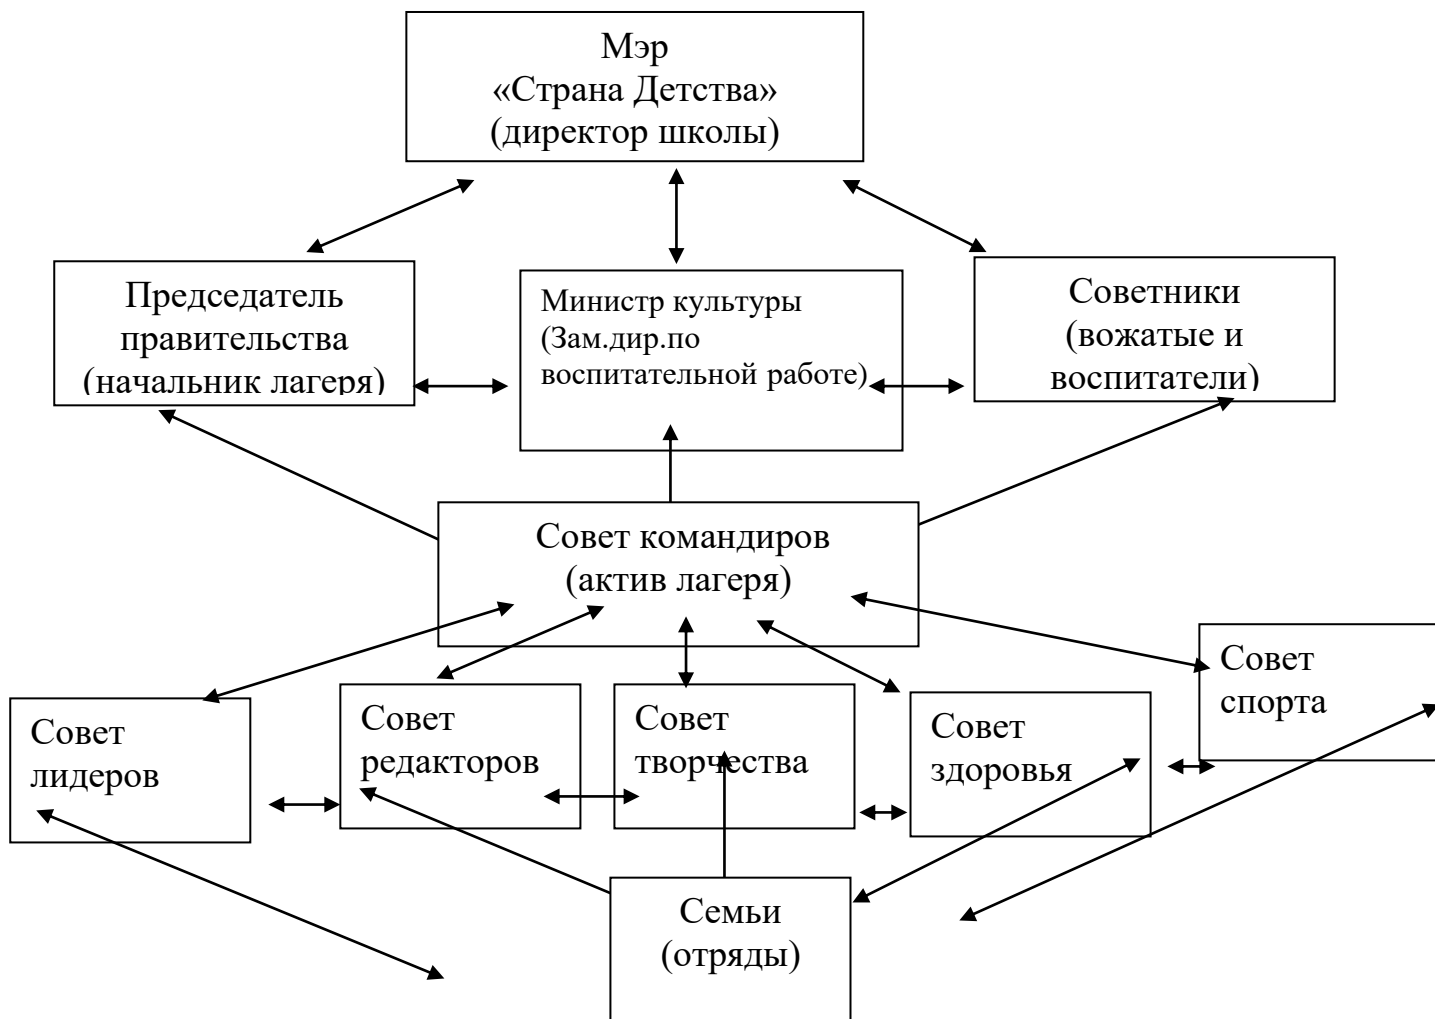 Мэр
«Страна Детства»
(директор школы)
Председатель
правительства
(начальник лагеря)
Министр культуры
(Зам.дир.по
воспитательной работе)
Советники
(вожатые и
воспитатели)
Совет командиров
(актив лагеря)
Совет
лидеров
Совет
редакторов
Совет
творчества
Совет
здоровья
Совет
спорта
Семьи
(отряды)